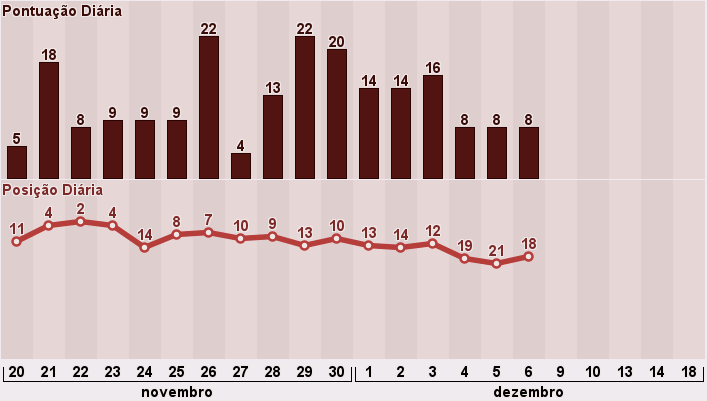 Pontuação Diária
5 18 8 9 9 9 22 4 13 22 20 14 14 16 8 8 8
Posição Diária
11 4 2 4 14 8 7 10 9 13 10 13 14 12 19 21 18
20 21 22 23 24 25 26 27 28 29 30 1 2 3 4 5 6 9 10 13 14 18
novembro dezembro